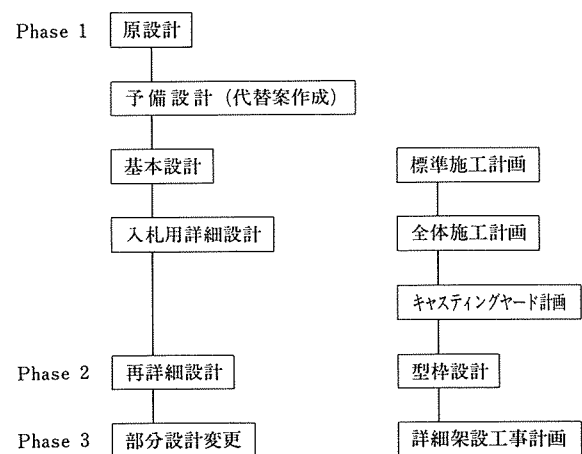 Phase 1 原設計
予備設計（代替案作成）
基本設計 標準施工計画
入札用詳細設計 全体施工計画
キャスティングヤード計画
Phase 2 再詳細設計 型枠設計
Phase 3 部分設計変更 詳細架設工事計画